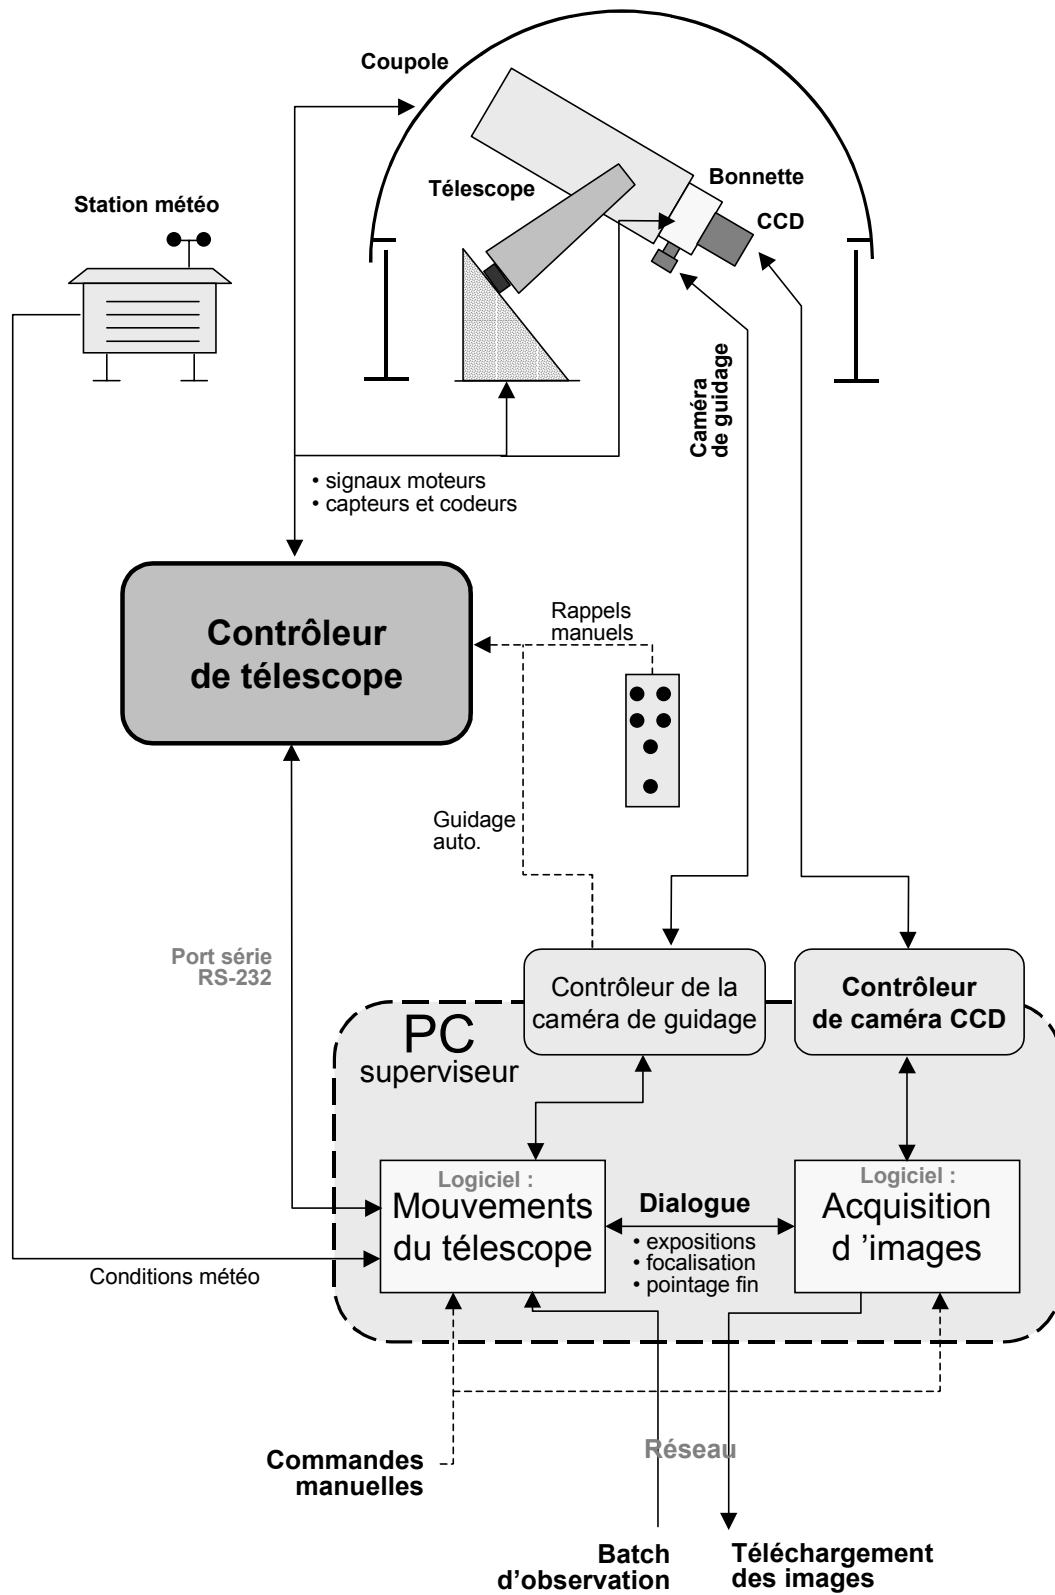 Coupole
Station météo
Télescope
Bonnette
CCD
Caméra
de guidage
• signaux moteurs
• capteurs et codeurs
Contrôleur
de télescope
Rappels
manuels
Guidage
auto.
Port série
RS-232
Contrôleur de la
caméra de guidage
Contrôleur
de caméra CCD
PC
superviseur
Logiciel :
Mouvements
du télescope
Dialogue
• expositions
• focalisation
• pointage fin
Logiciel :
Acquisition
d ’images
Conditions météo
Commandes
manuelles
Réseau
Batch
d’observation
Téléchargement
des images